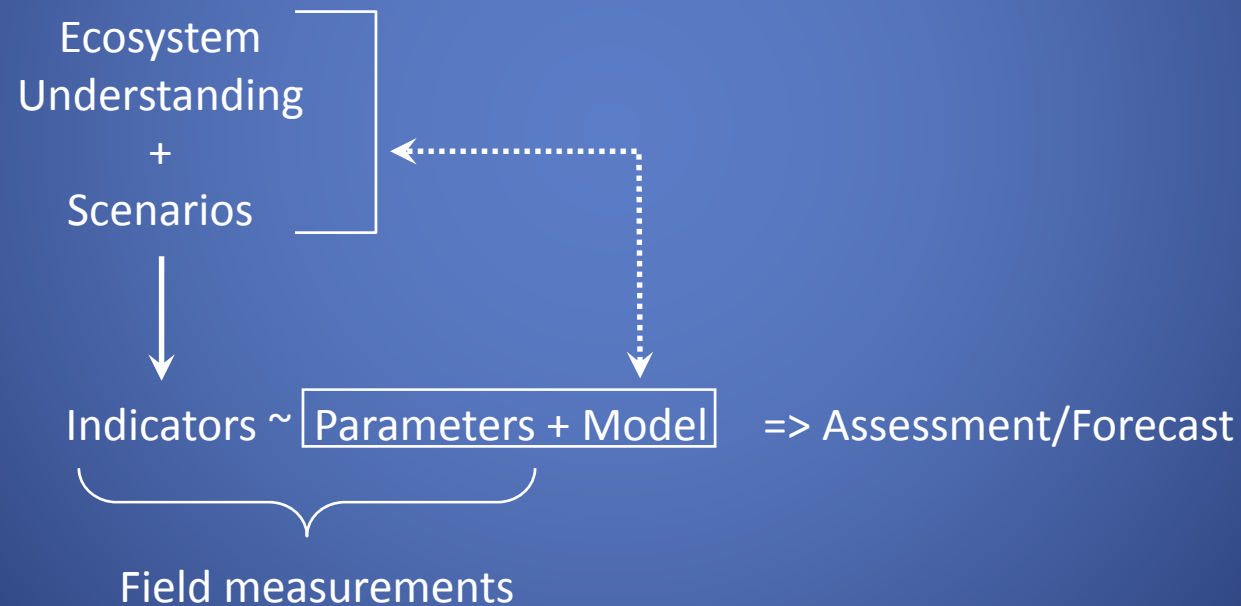 Ecosystem
Understanding
+
Scenarios
Indicators ~ Parameters + Model => Assessment/Forecast
Field measurements